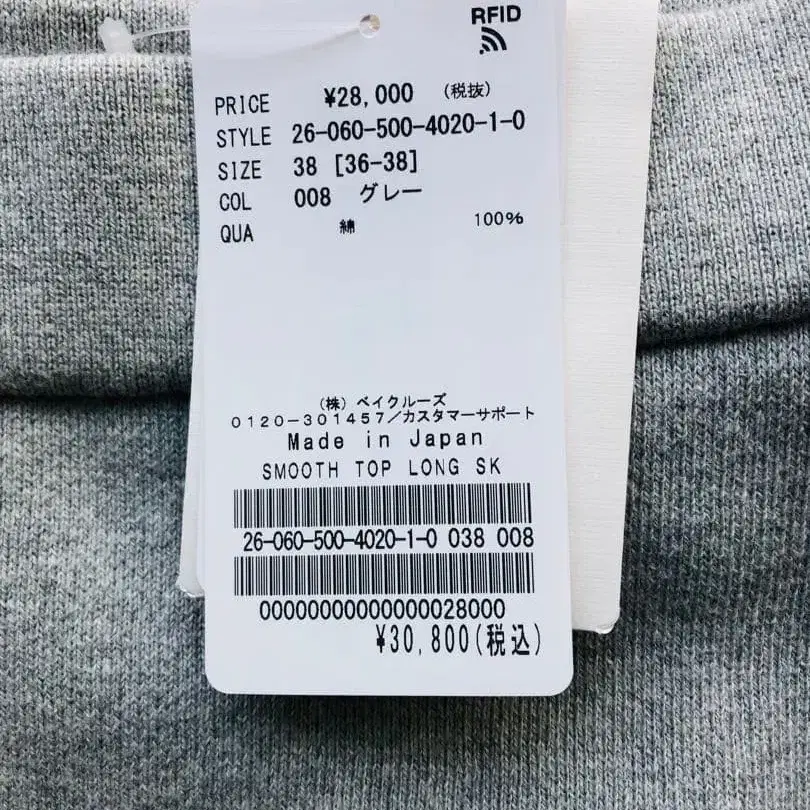 RFID
PRICE ¥28,000 (税抜)
STYLE 26-060-500-4020-1-0
SIZE 38 [36-38]
COL 008 グレー
QUA 綿 100%
(株) ベイクルーズ
0120-301457/カスタマーサポート
Made in Japan
SMOOTH TOP LONG SK
26-060-500-4020-1-0 038 008
00000000000000028000
¥30,800(税込)